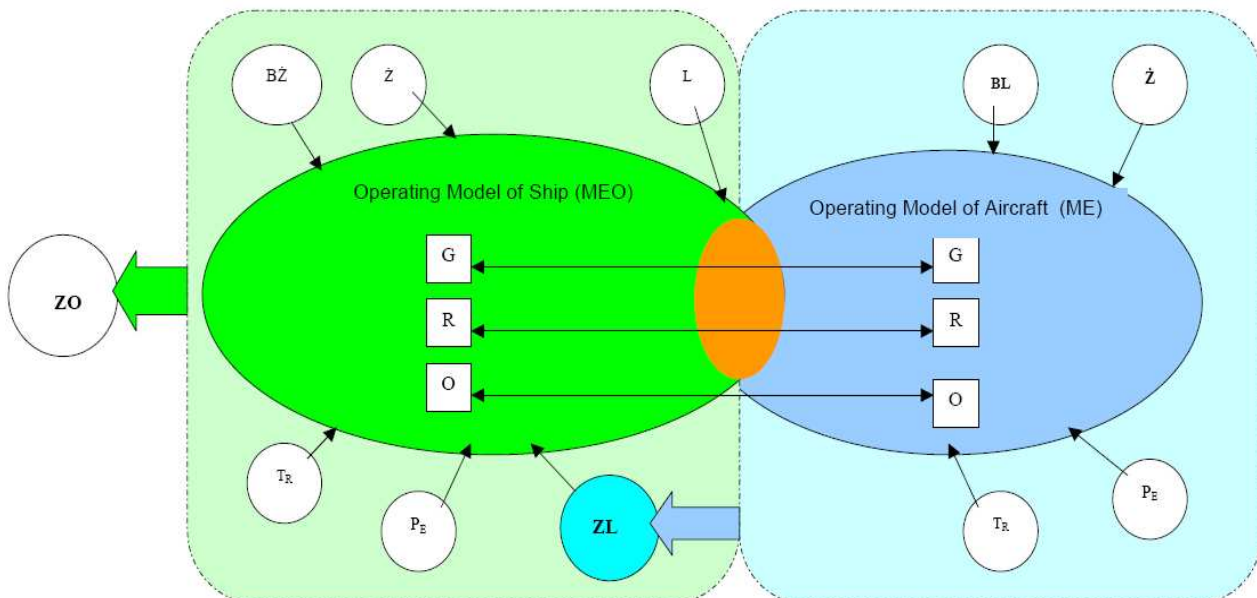 BŻ
Ż
L
BL
Ż
Operating Model of Ship (MEO)
Operating Model of Aircraft (ME)
G
G
R
R
O
O
ZO
TR
PE
ZL
TR
PE